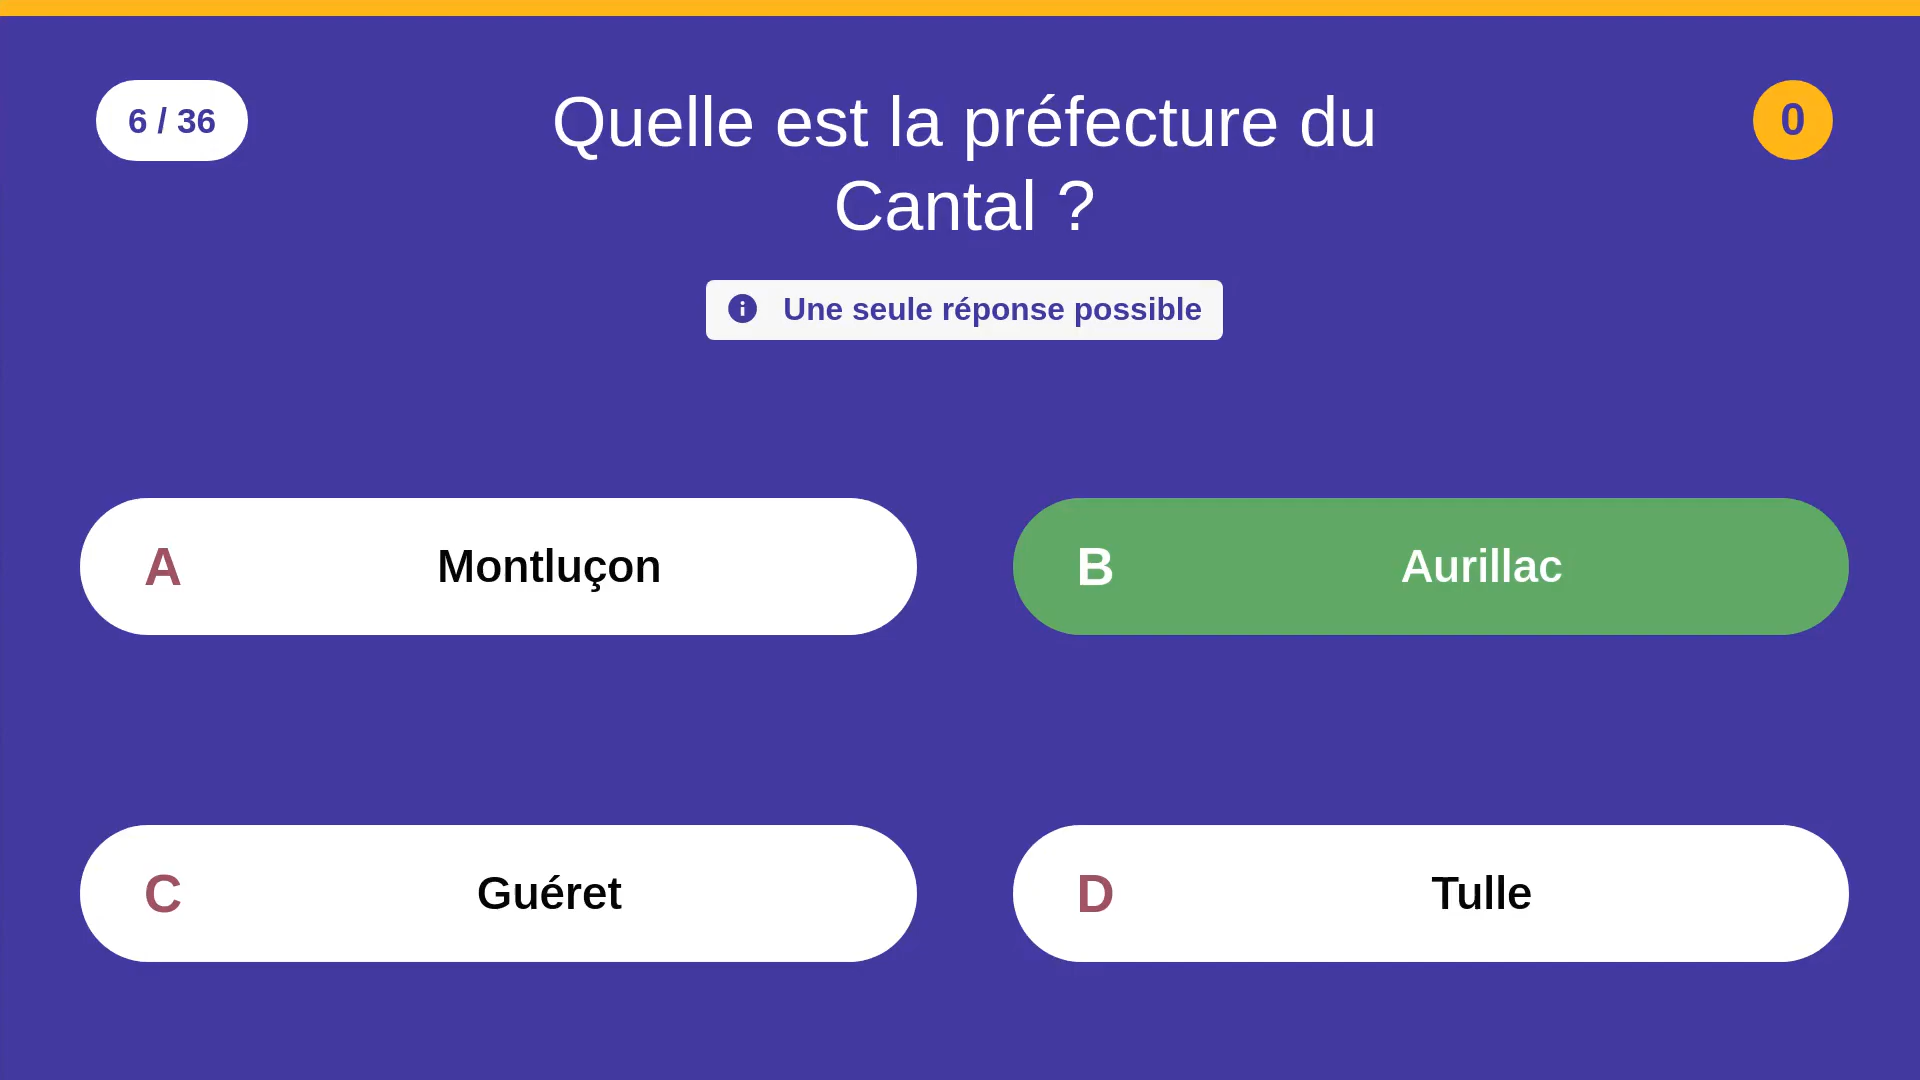 6 / 36
Quelle est la préfecture du
Cantal ?
0
Une seule réponse possible
A
Montluçon
B
Aurillac
C
Guéret
D
Tulle